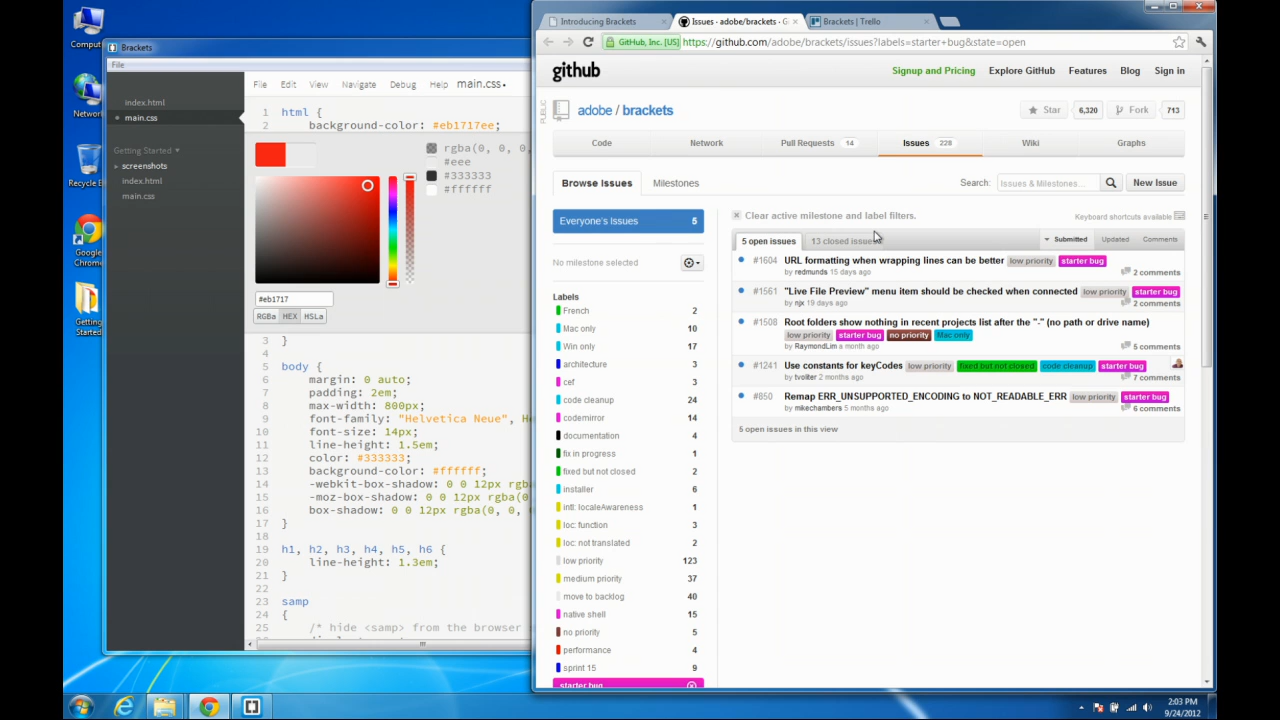 Introducing Brackets
Issues · adobe/brackets · G
Brackets | Trello
GitHub, Inc. [US] https://github.com/adobe/brackets/issues?labels=starter+bug&state=open
Network
Recycle
Google
Chrome
Getting
Started
Brackets
File
File Edit View Navigate Debug Help main.css•
index.html
main.css
Getting Started
screenshots
index.html
main.css
1 html {
2 background-color: #eb1717ee;
rgba(0, 0, 0,
#eee
#333333
#ffffff
#eb1717
RGBa HEX HSLa
3 }
4
5 body {
6 margin: 0 auto;
7 padding: 2em;
8 max-width: 800px;
9 font-family: "Helvetica Neue",
10 font-size: 14px;
11 line-height: 1.5em;
12 color: #333333;
13 background-color: #ffffff;
14 -webkit-box-shadow: 0 0 12px rgba(0
15 -moz-box-shadow: 0 0 12px rgba(0,
16 box-shadow: 0 0 12px rgba(0, 0,
17 }
18
19 h1, h2, h3, h4, h5, h6 {
20 line-height: 1.3em;
21 }
22
23 samp
24 {
25 /* hide <samp> from the browser
github
Signup and Pricing Explore GitHub Features Blog Sign in
PUBLIC
adobe / brackets
Star 6,320 Fork 713
Code Network Pull Requests 14 Issues 228 Wiki Graphs
Browse Issues Milestones
Search: Issues & Milestones... New Issue
Everyone's Issues 5
No milestone selected
Labels
French 2
Mac only 10
Win only 17
architecture 3
cef 3
code cleanup 24
codemirror 14
documentation 4
fix in progress 1
fixed but not closed 2
installer 6
intl: localeAwareness 1
loc: function 3
loc: not translated 2
low priority 123
medium priority 37
move to backlog 40
native shell 15
no priority 5
performance 4
sprint 15 9
starter bug
Clear active milestone and label filters.
Keyboard shortcuts available
5 open issues 13 closed issues
Submitted Updated Comments
#1604 URL formatting when wrapping lines can be better low priority starter bug
by redmunds 15 days ago 2 comments
#1561 "Live File Preview" menu item should be checked when connected low priority starter bug
by njx 19 days ago 2 comments
#1508 Root folders show nothing in recent projects list after the "-" (no path or drive name)
low priority starter bug no priority Mac only
by RaymondLim a month ago 5 comments
#1241 Use constants for keyCodes low priority fixed but not closed code cleanup starter bug
by tvoliter 2 months ago 7 comments
#850 Remap ERR_UNSUPPORTED_ENCODING to NOT_READABLE_ERR low priority starter bug
by mikechambers 5 months ago 6 comments
5 open issues in this view
2:03 PM
9/24/2012